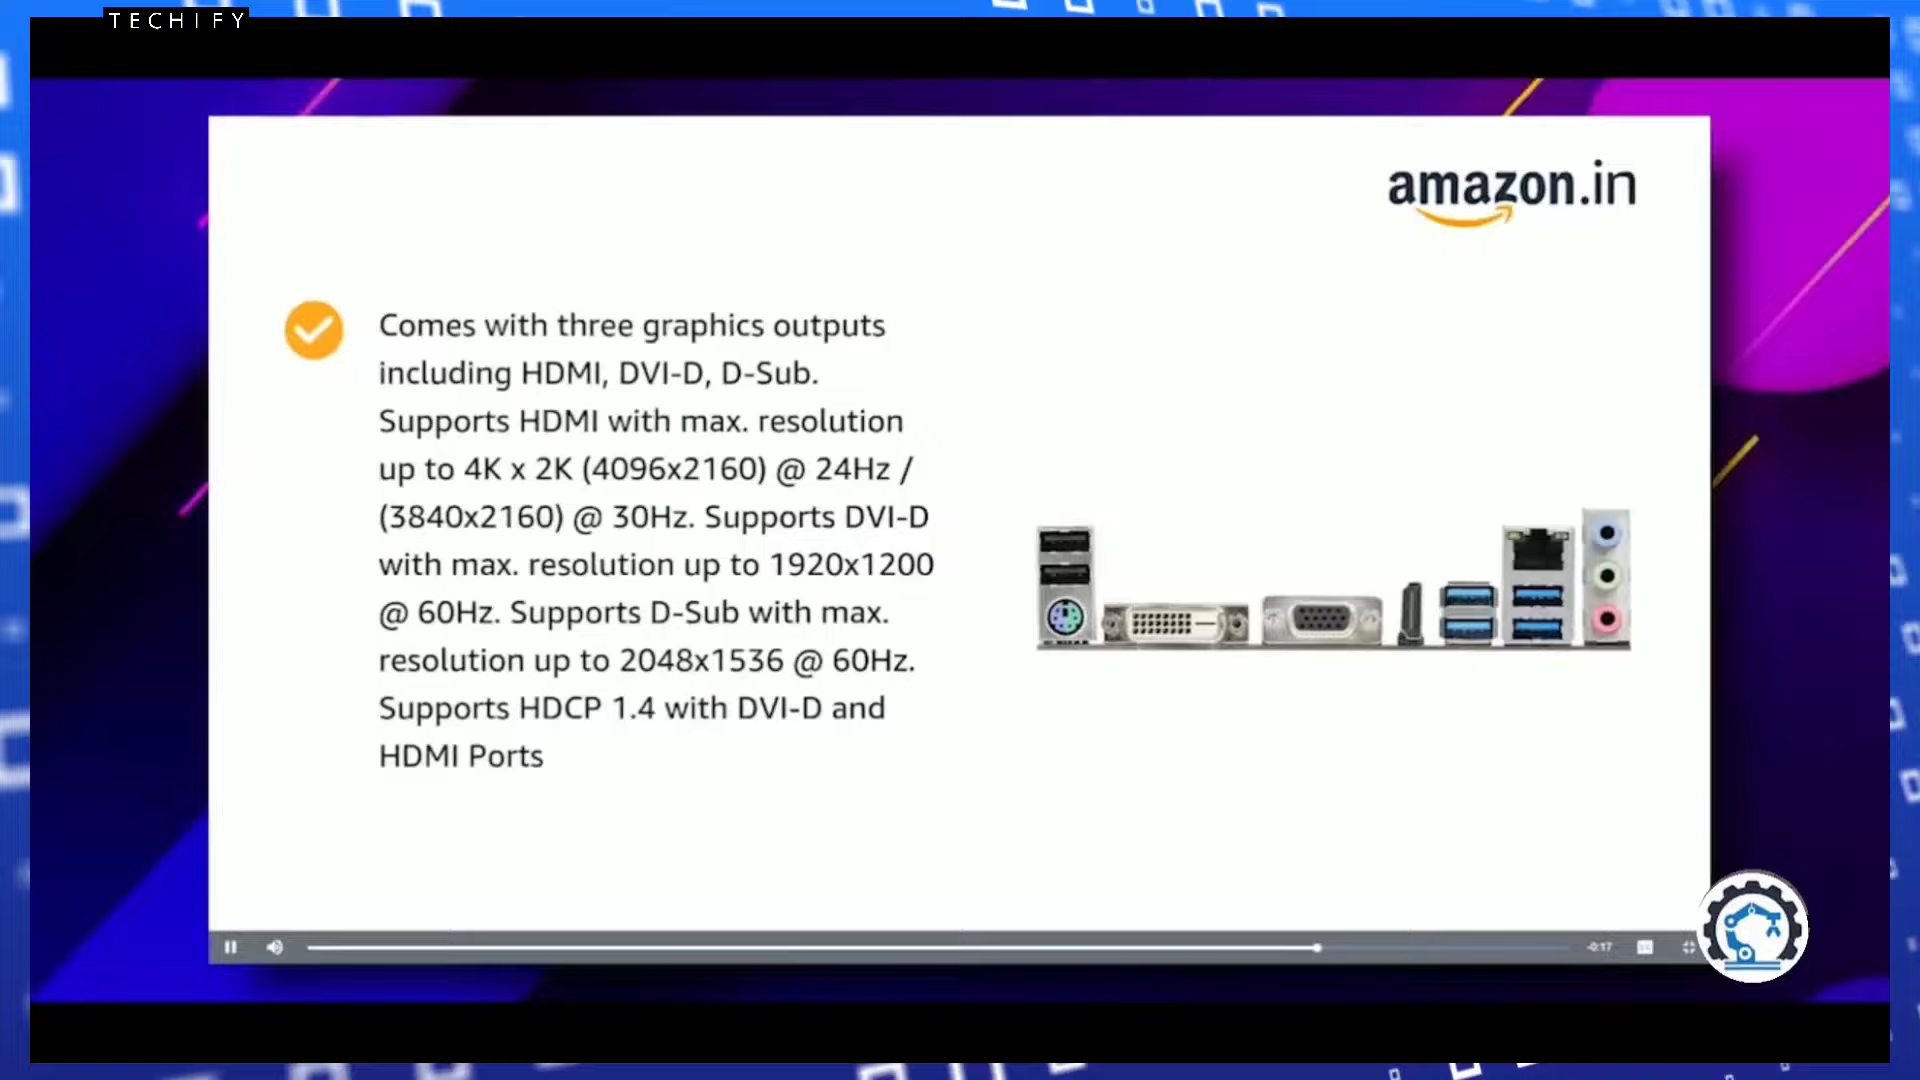 TECHIFY
amazon.in
Comes with three graphics outputs
including HDMI, DVI-D, D-Sub.
Supports HDMI with max. resolution
up to 4K x 2K (4096x2160) @ 24Hz /
(3840x2160) @ 30Hz. Supports DVI-D
with max. resolution up to 1920x1200
@ 60Hz. Supports D-Sub with max.
resolution up to 2048x1536 @ 60Hz.
Supports HDCP 1.4 with DVI-D and
HDMI Ports
-0:17